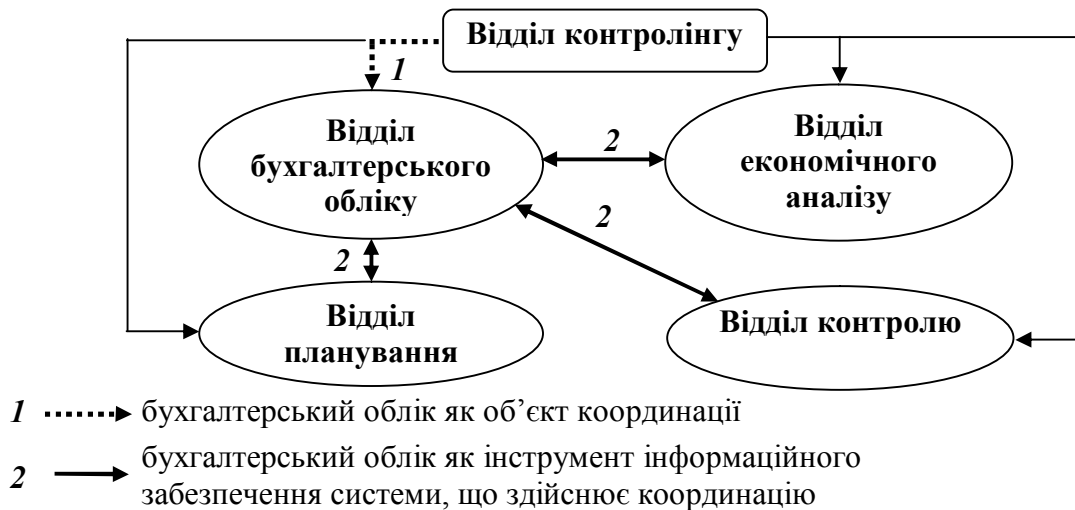 Відділ контролінгу
1
Відділ
бухгалтерського
обліку
2
Відділ
економічного
аналізу
2
2
Відділ
планування
Відділ контролю
1 бухгалтерський облік як об’єкт координації
2 бухгалтерський облік як інструмент інформаційного
забезпечення системи, що здійснює координацію